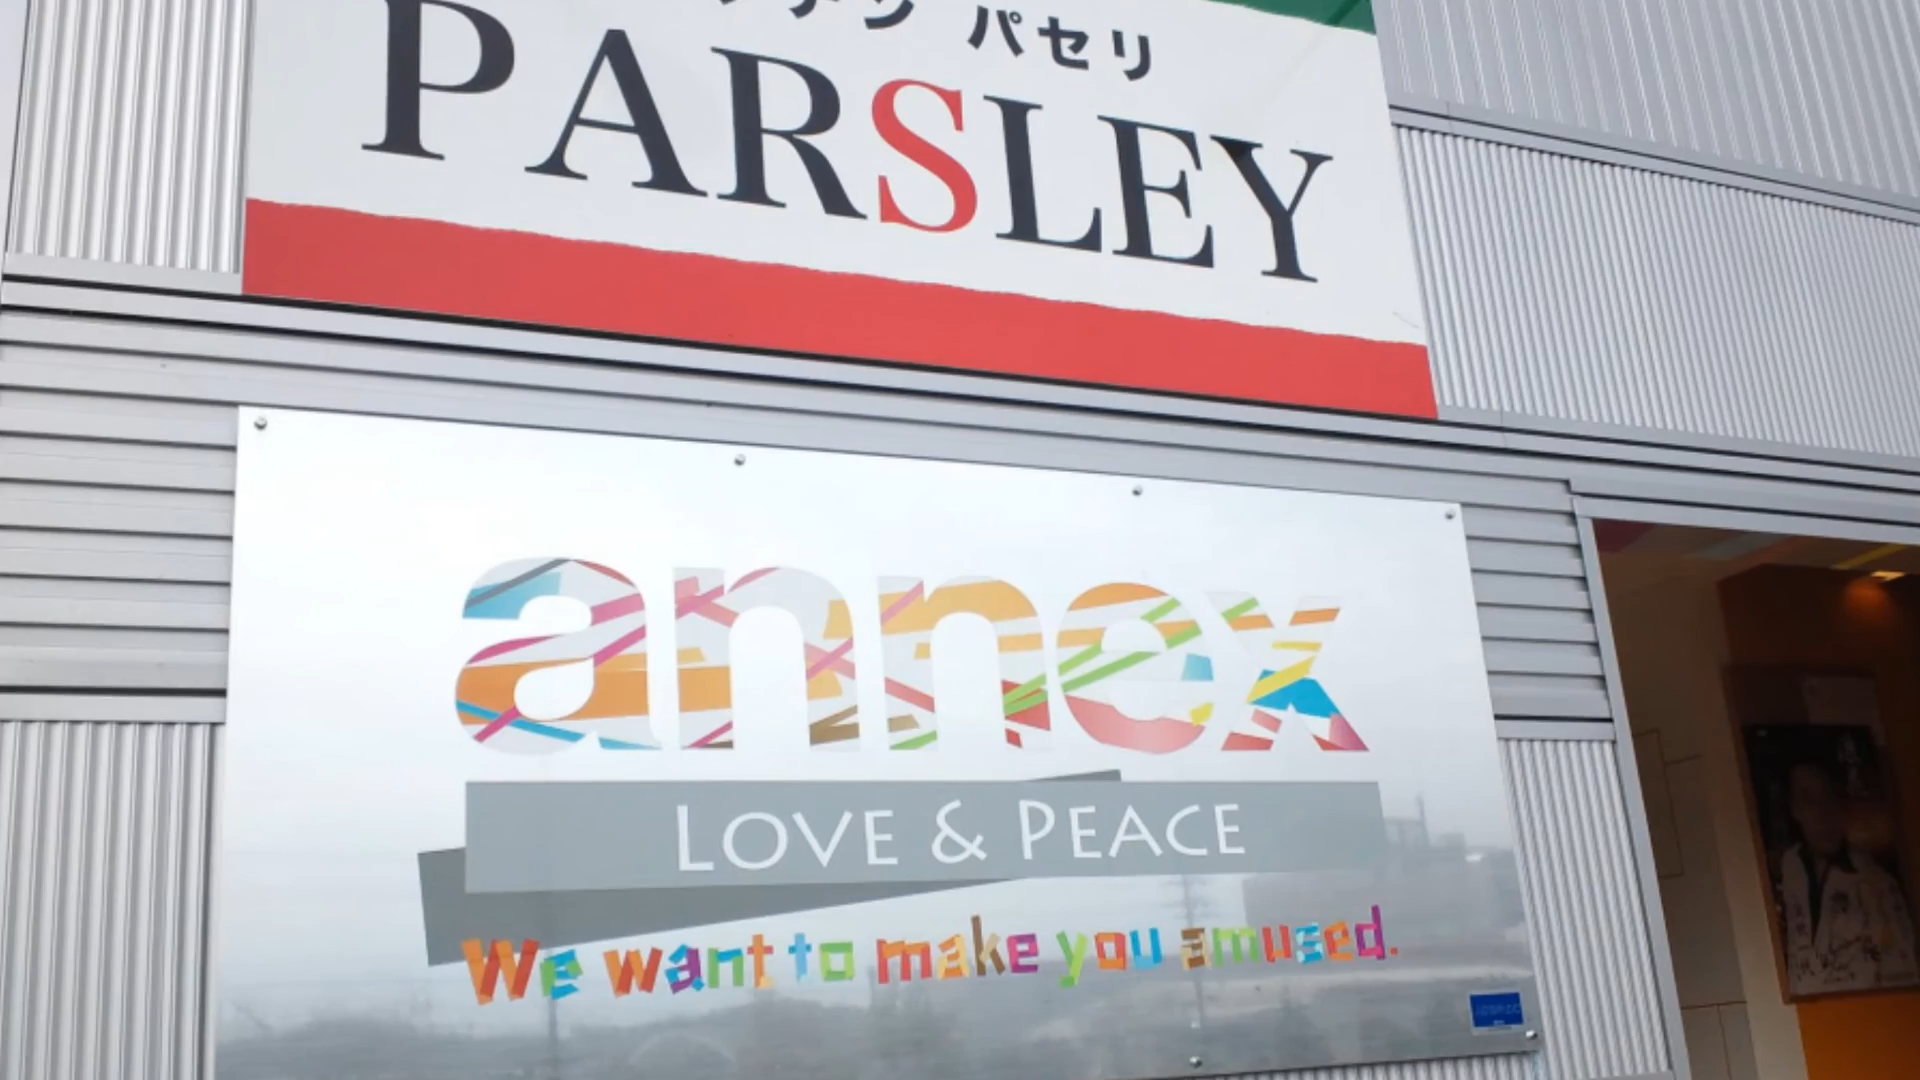 パセリ
PARSLEY
annex
LOVE & PEACE
We want to make you amused.